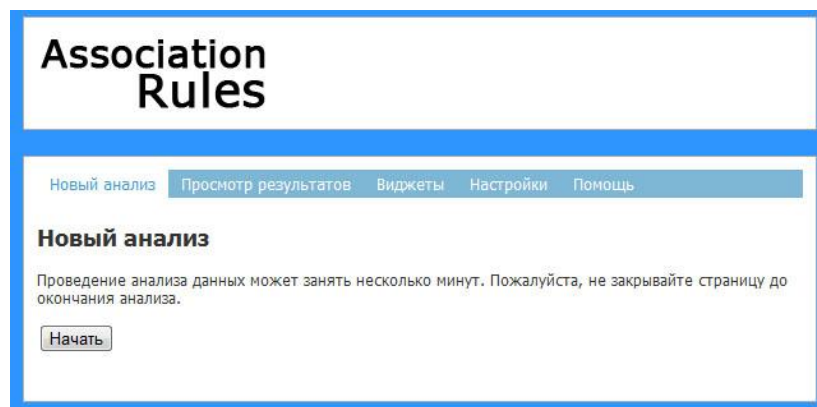 Association
Rules
Новый анализ Просмотр результатов Виджеты Настройки Помощь
Новый анализ
Проведение анализа данных может занять несколько минут. Пожалуйста, не закрывайте страницу до
окончания анализа.
Начать